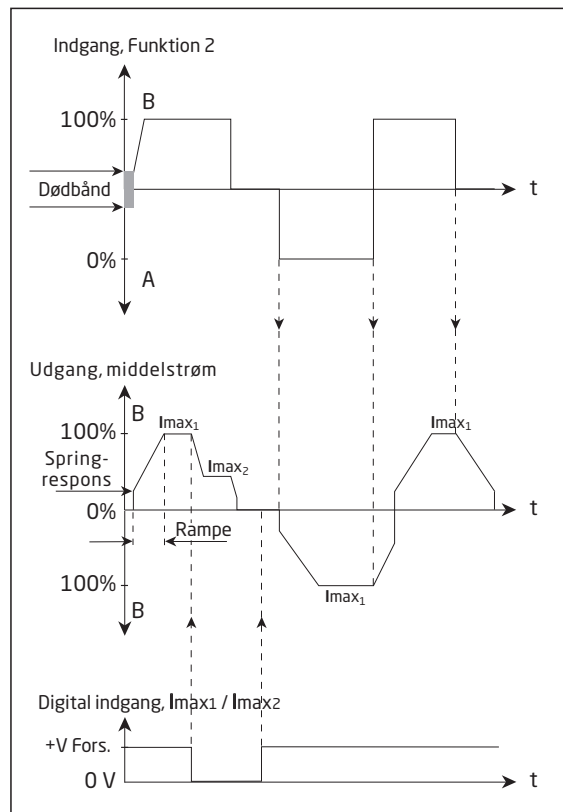 Indgang, Funktion 2
B
100%
Dødbånd
t
0%
A
Udgang, middelstrøm
B
100%
Imax1
Imax1
Spring-
respons
Imax2
0%
t
Rampe
100%
Imax1
B
Digital indgang, Imax1 / Imax2
+V Fors.
0 V
t